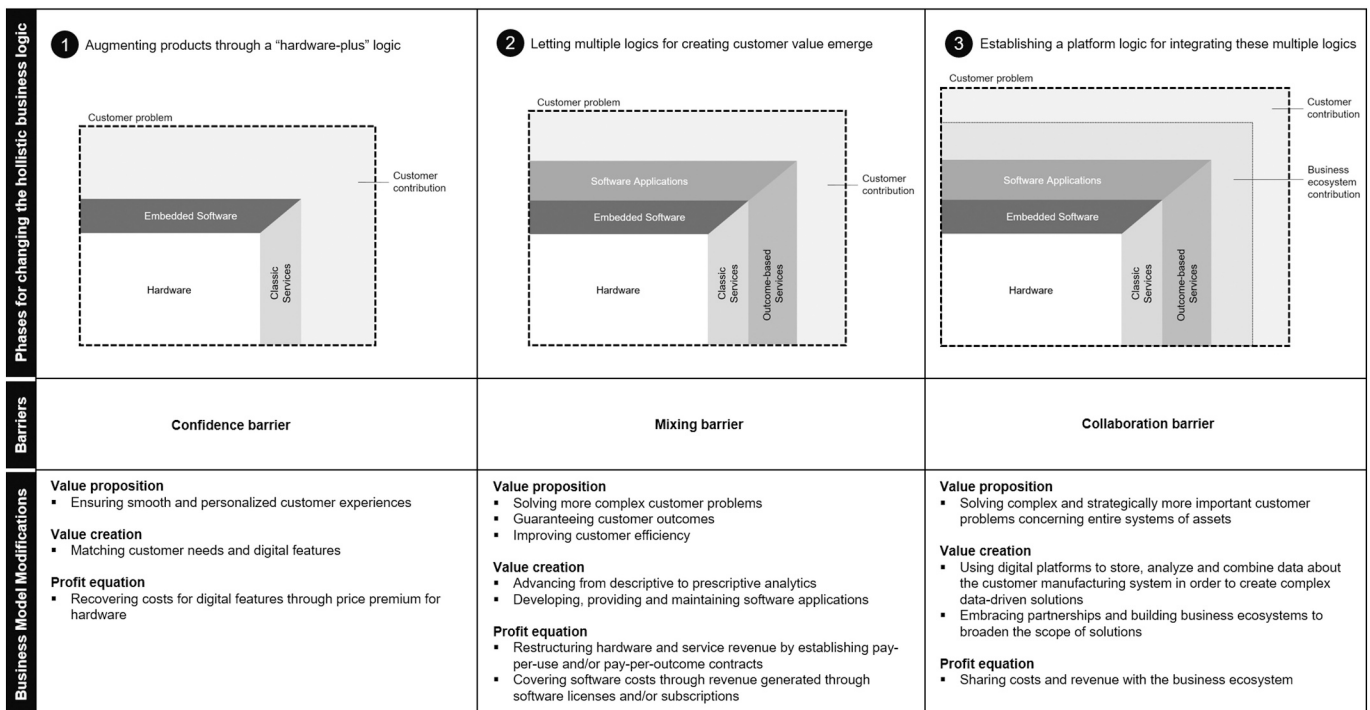 Phases for changing the hollistic business logic
1 Augmenting products through a “hardware-plus” logic
Customer problem
Customer
contribution
Embedded Software
Hardware
Classic
Services
2 Letting multiple logics for creating customer value emerge
Customer problem
Software Applications
Customer
contribution
Embedded Software
Hardware
Classic
Services
Outcome-based
Services
3 Establishing a platform logic for integrating these multiple logics
Customer problem
Customer
contribution
Software Applications
Business
ecosystem
contribution
Embedded Software
Hardware
Classic
Services
Outcome-based
Services
Barriers
Confidence barrier
Mixing barrier
Collaboration barrier
Business Model Modifications
Value proposition
▪ Ensuring smooth and personalized customer experiences
Value creation
▪ Matching customer needs and digital features
Profit equation
▪ Recovering costs for digital features through price premium for
hardware
Value proposition
▪ Solving more complex customer problems
▪ Guaranteeing customer outcomes
▪ Improving customer efficiency
Value creation
▪ Advancing from descriptive to prescriptive analytics
▪ Developing, providing and maintaining software applications
Profit equation
▪ Restructuring hardware and service revenue by establishing pay-
per-use and/or pay-per-outcome contracts
▪ Covering software costs through revenue generated through
software licenses and/or subscriptions
Value proposition
▪ Solving complex and strategically more important customer
problems concerning entire systems of assets
Value creation
▪ Using digital platforms to store, analyze and combine data about
the customer manufacturing system in order to create complex
data-driven solutions
▪ Embracing partnerships and building business ecosystems to
broaden the scope of solutions
Profit equation
▪ Sharing costs and revenue with the business ecosystem